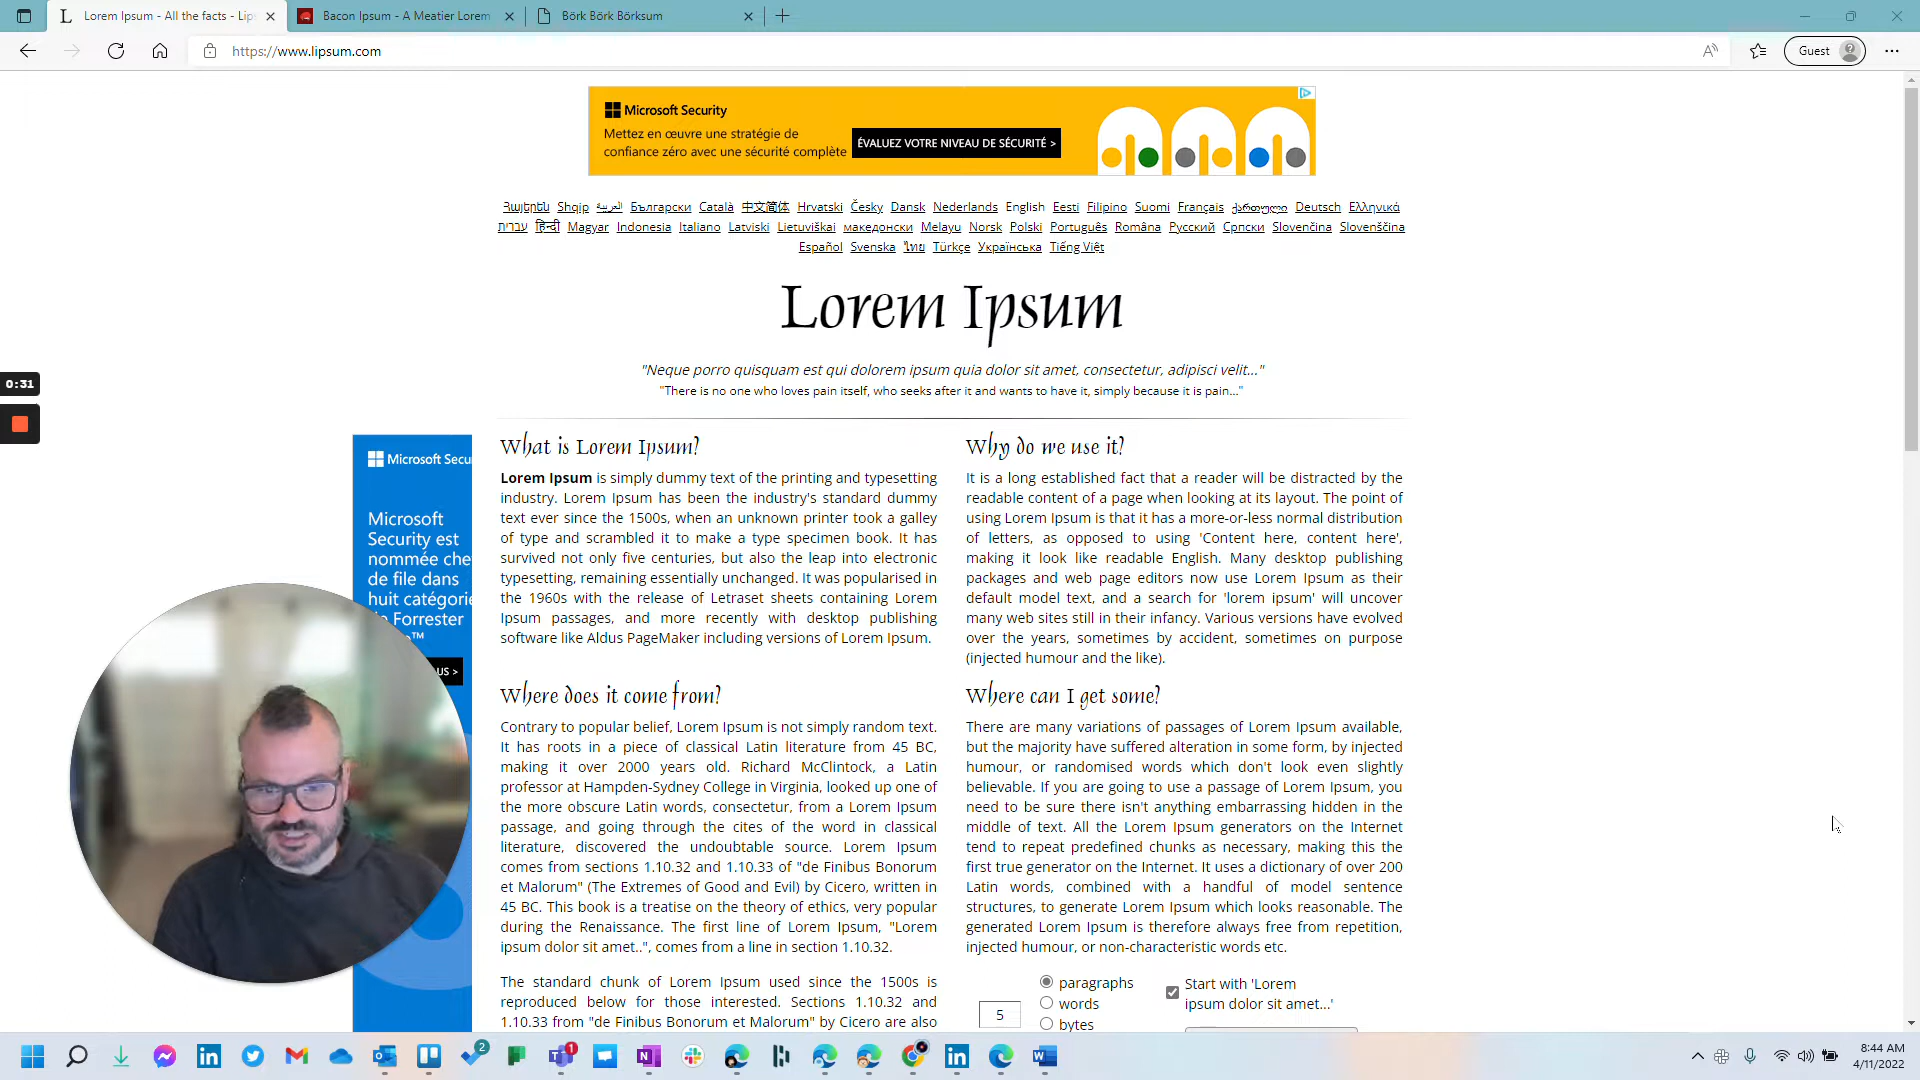 Lorem Ipsum - All the facts - Lip
Bacon Ipsum - A Meatier Lorem
Börk Börk Börksum
https://www.lipsum.com
Guest
Microsoft Security
Mettez en œuvre une stratégie de
confiance zéro avec une sécurité complète
ÉVALUEZ VOTRE NIVEAU DE SÉCURITÉ >
Հայերեն Shqip العربية Български Català 中文简体 Hrvatski Česky Dansk Nederlands English Eesti Filipino Suomi Français ქართული Deutsch Ελληνικά
עברית हिन्दी Magyar Indonesia Italiano Latviski Lietuviškai македонски Melayu Norsk Polski Português Româna Русский Српски Slovenčina Slovenščina
Español Svenska ไทย Türkçe Українська Tiếng Việt
Lorem Ipsum
"Neque porro quisquam est qui dolorem ipsum quia dolor sit amet, consectetur, adipisci velit..."
"There is no one who loves pain itself, who seeks after it and wants to have it, simply because it is pain..."
0:31
Microsoft Secu
Microsoft
Security est
nommée che
de file dans
huit catégorie
Forrester
™
US >
What is Lorem Ipsum?
Lorem Ipsum is simply dummy text of the printing and typesetting
industry. Lorem Ipsum has been the industry's standard dummy
text ever since the 1500s, when an unknown printer took a galley
of type and scrambled it to make a type specimen book. It has
survived not only five centuries, but also the leap into electronic
typesetting, remaining essentially unchanged. It was popularised in
the 1960s with the release of Letraset sheets containing Lorem
Ipsum passages, and more recently with desktop publishing
software like Aldus PageMaker including versions of Lorem Ipsum.
Why do we use it?
It is a long established fact that a reader will be distracted by the
readable content of a page when looking at its layout. The point of
using Lorem Ipsum is that it has a more-or-less normal distribution
of letters, as opposed to using 'Content here, content here',
making it look like readable English. Many desktop publishing
packages and web page editors now use Lorem Ipsum as their
default model text, and a search for 'lorem ipsum' will uncover
many web sites still in their infancy. Various versions have evolved
over the years, sometimes by accident, sometimes on purpose
(injected humour and the like).
Where does it come from?
Contrary to popular belief, Lorem Ipsum is not simply random text.
It has roots in a piece of classical Latin literature from 45 BC,
making it over 2000 years old. Richard McClintock, a Latin
professor at Hampden-Sydney College in Virginia, looked up one of
the more obscure Latin words, consectetur, from a Lorem Ipsum
passage, and going through the cites of the word in classical
literature, discovered the undoubtable source. Lorem Ipsum
comes from sections 1.10.32 and 1.10.33 of "de Finibus Bonorum
et Malorum" (The Extremes of Good and Evil) by Cicero, written in
45 BC. This book is a treatise on the theory of ethics, very popular
during the Renaissance. The first line of Lorem Ipsum, "Lorem
ipsum dolor sit amet..", comes from a line in section 1.10.32.
The standard chunk of Lorem Ipsum used since the 1500s is
reproduced below for those interested. Sections 1.10.32 and
1.10.33 from "de Finibus Bonorum et Malorum" by Cicero are also
Where can I get some?
There are many variations of passages of Lorem Ipsum available,
but the majority have suffered alteration in some form, by injected
humour, or randomised words which don't look even slightly
believable. If you are going to use a passage of Lorem Ipsum, you
need to be sure there isn't anything embarrassing hidden in the
middle of text. All the Lorem Ipsum generators on the Internet
tend to repeat predefined chunks as necessary, making this the
first true generator on the Internet. It uses a dictionary of over 200
Latin words, combined with a handful of model sentence
structures, to generate Lorem Ipsum which looks reasonable. The
generated Lorem Ipsum is therefore always free from repetition,
injected humour, or non-characteristic words etc.
5
paragraphs
words
bytes
Start with 'Lorem
ipsum dolor sit amet...'
2
1
8:44 AM
4/11/2022